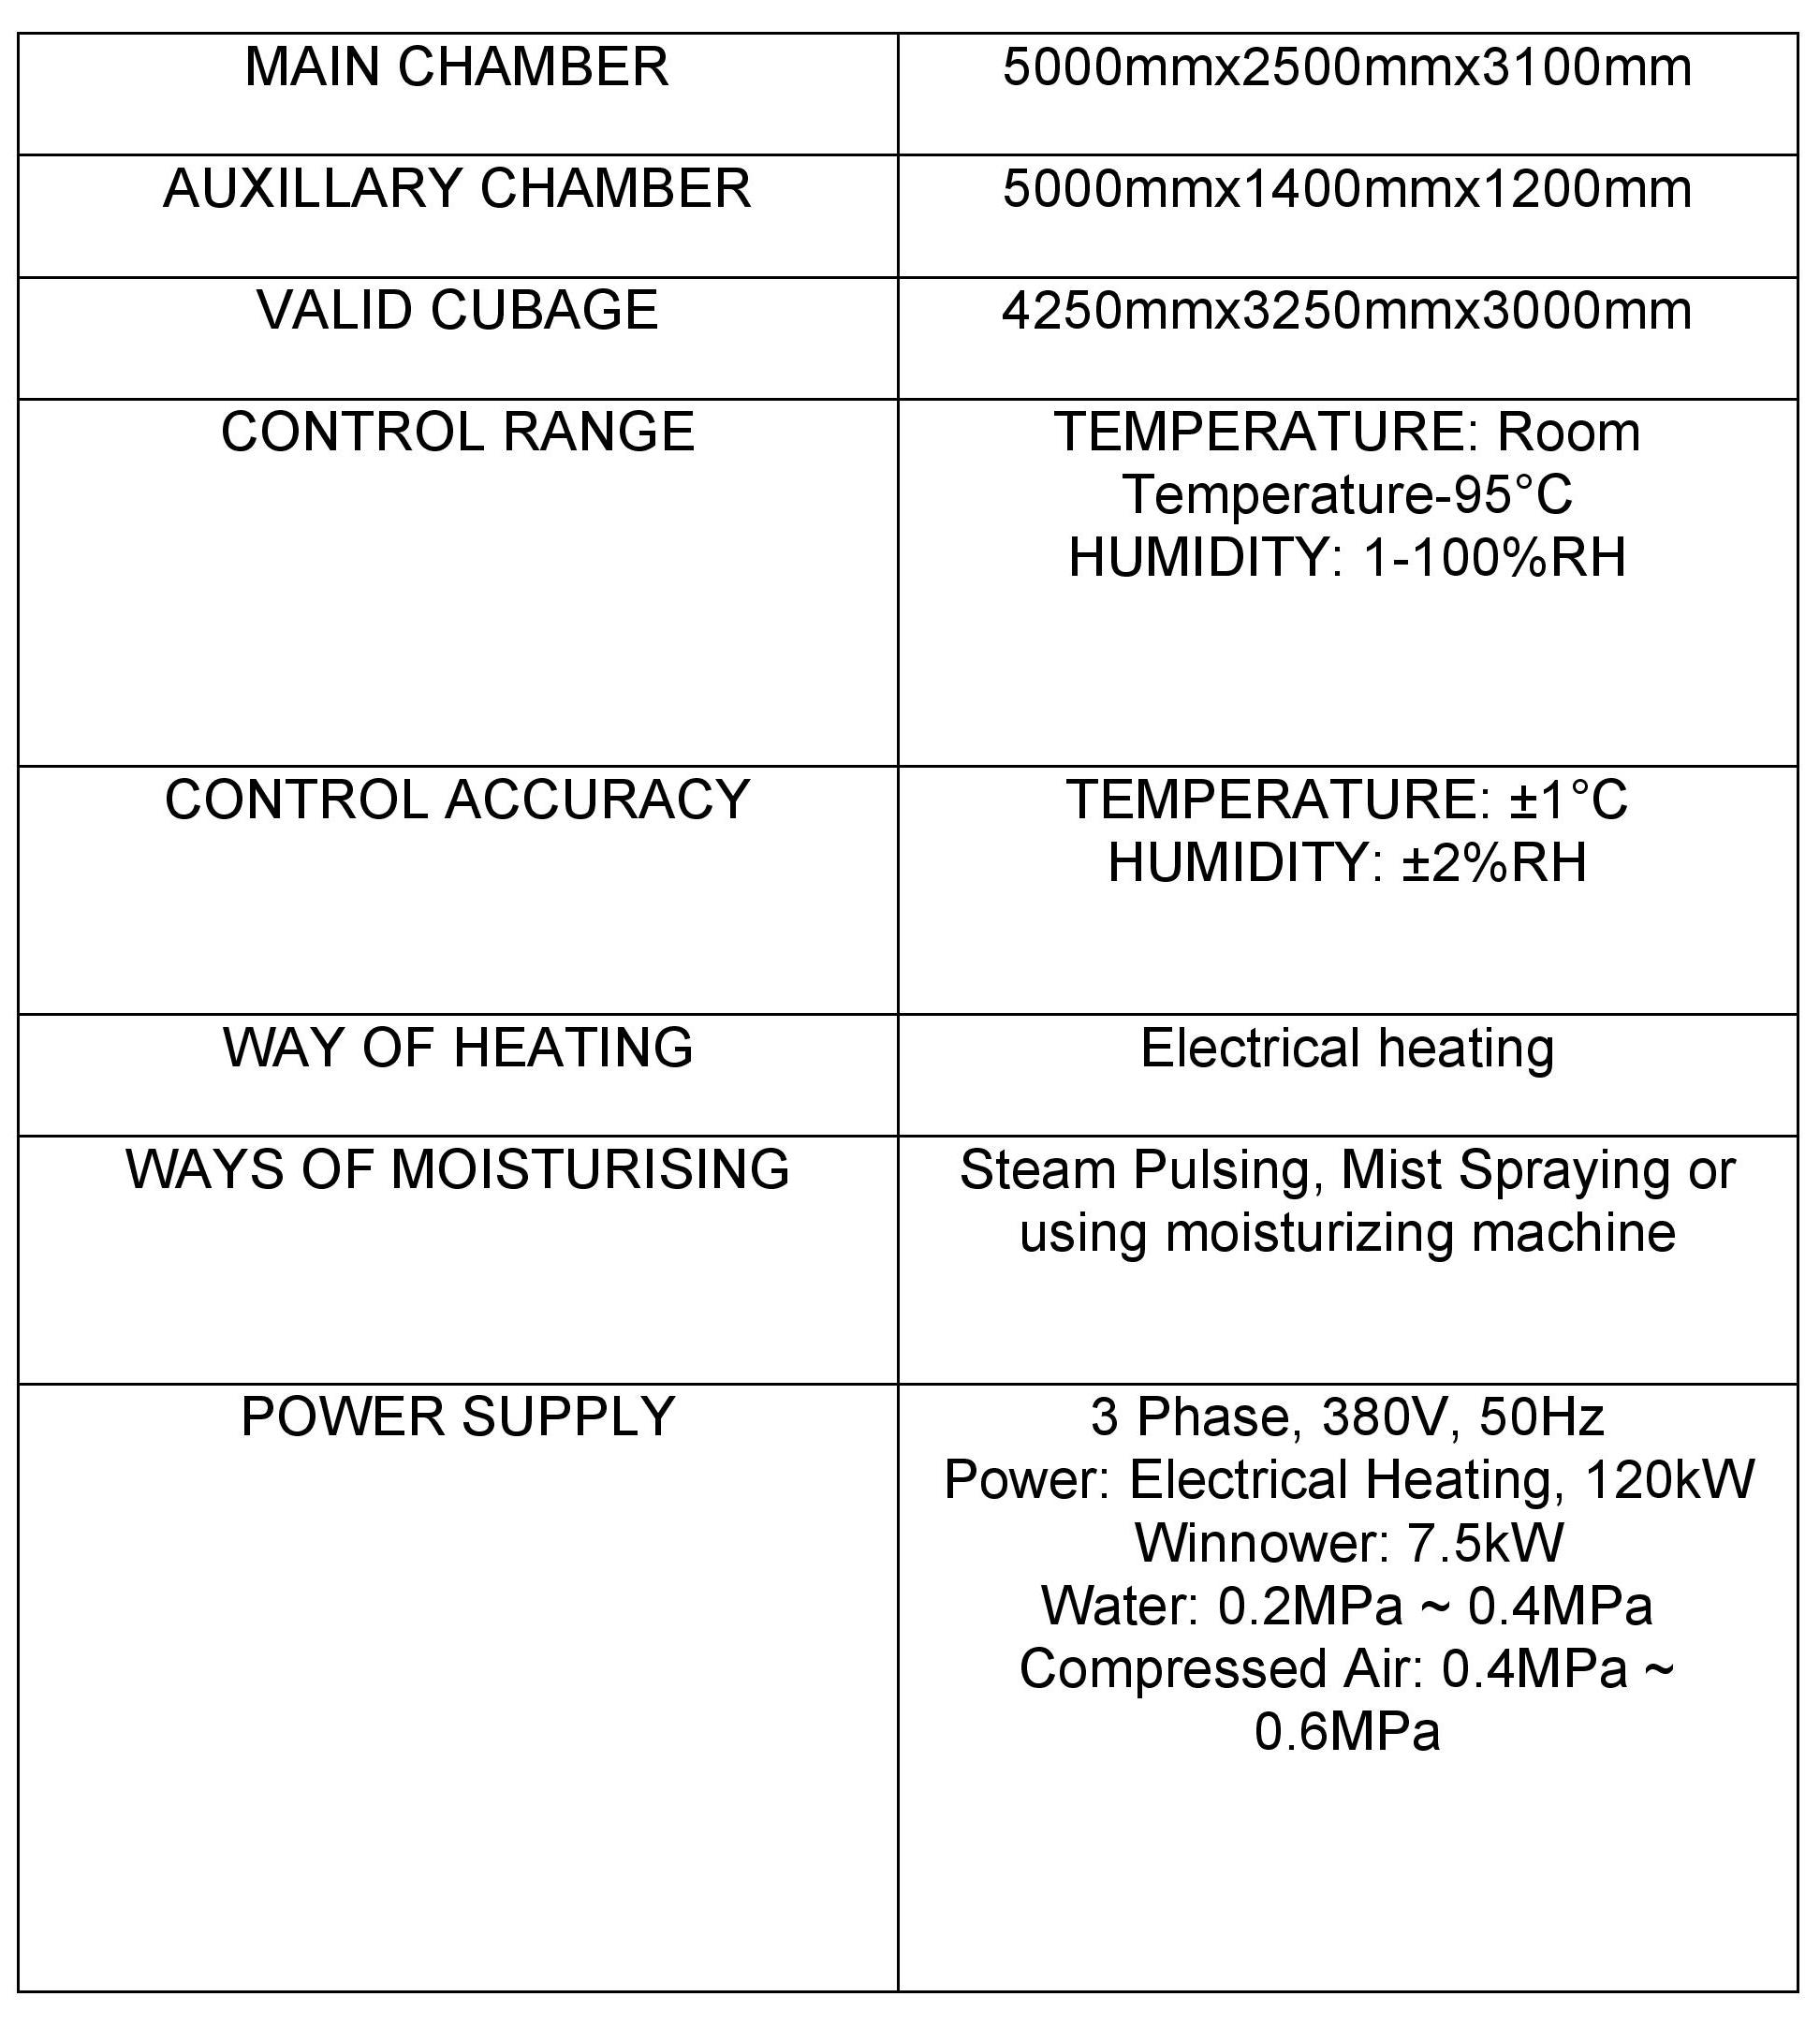 MAIN CHAMBER
5000mmx2500mmx3100mm
AUXILLARY CHAMBER
5000mmx1400mmx1200mm
VALID CUBAGE
4250mmx3250mmx3000mm
CONTROL RANGE
TEMPERATURE: Room
Temperature-95°C
HUMIDITY: 1-100%RH
CONTROL ACCURACY
TEMPERATURE: ±1°C
HUMIDITY: ±2%RH
WAY OF HEATING
Electrical heating
WAYS OF MOISTURISING
Steam Pulsing, Mist Spraying or
using moisturizing machine
POWER SUPPLY
3 Phase, 380V, 50Hz
Power: Electrical Heating, 120kW
Winnower: 7.5kW
Water: 0.2MPa ~ 0.4MPa
Compressed Air: 0.4MPa ~
0.6MPa